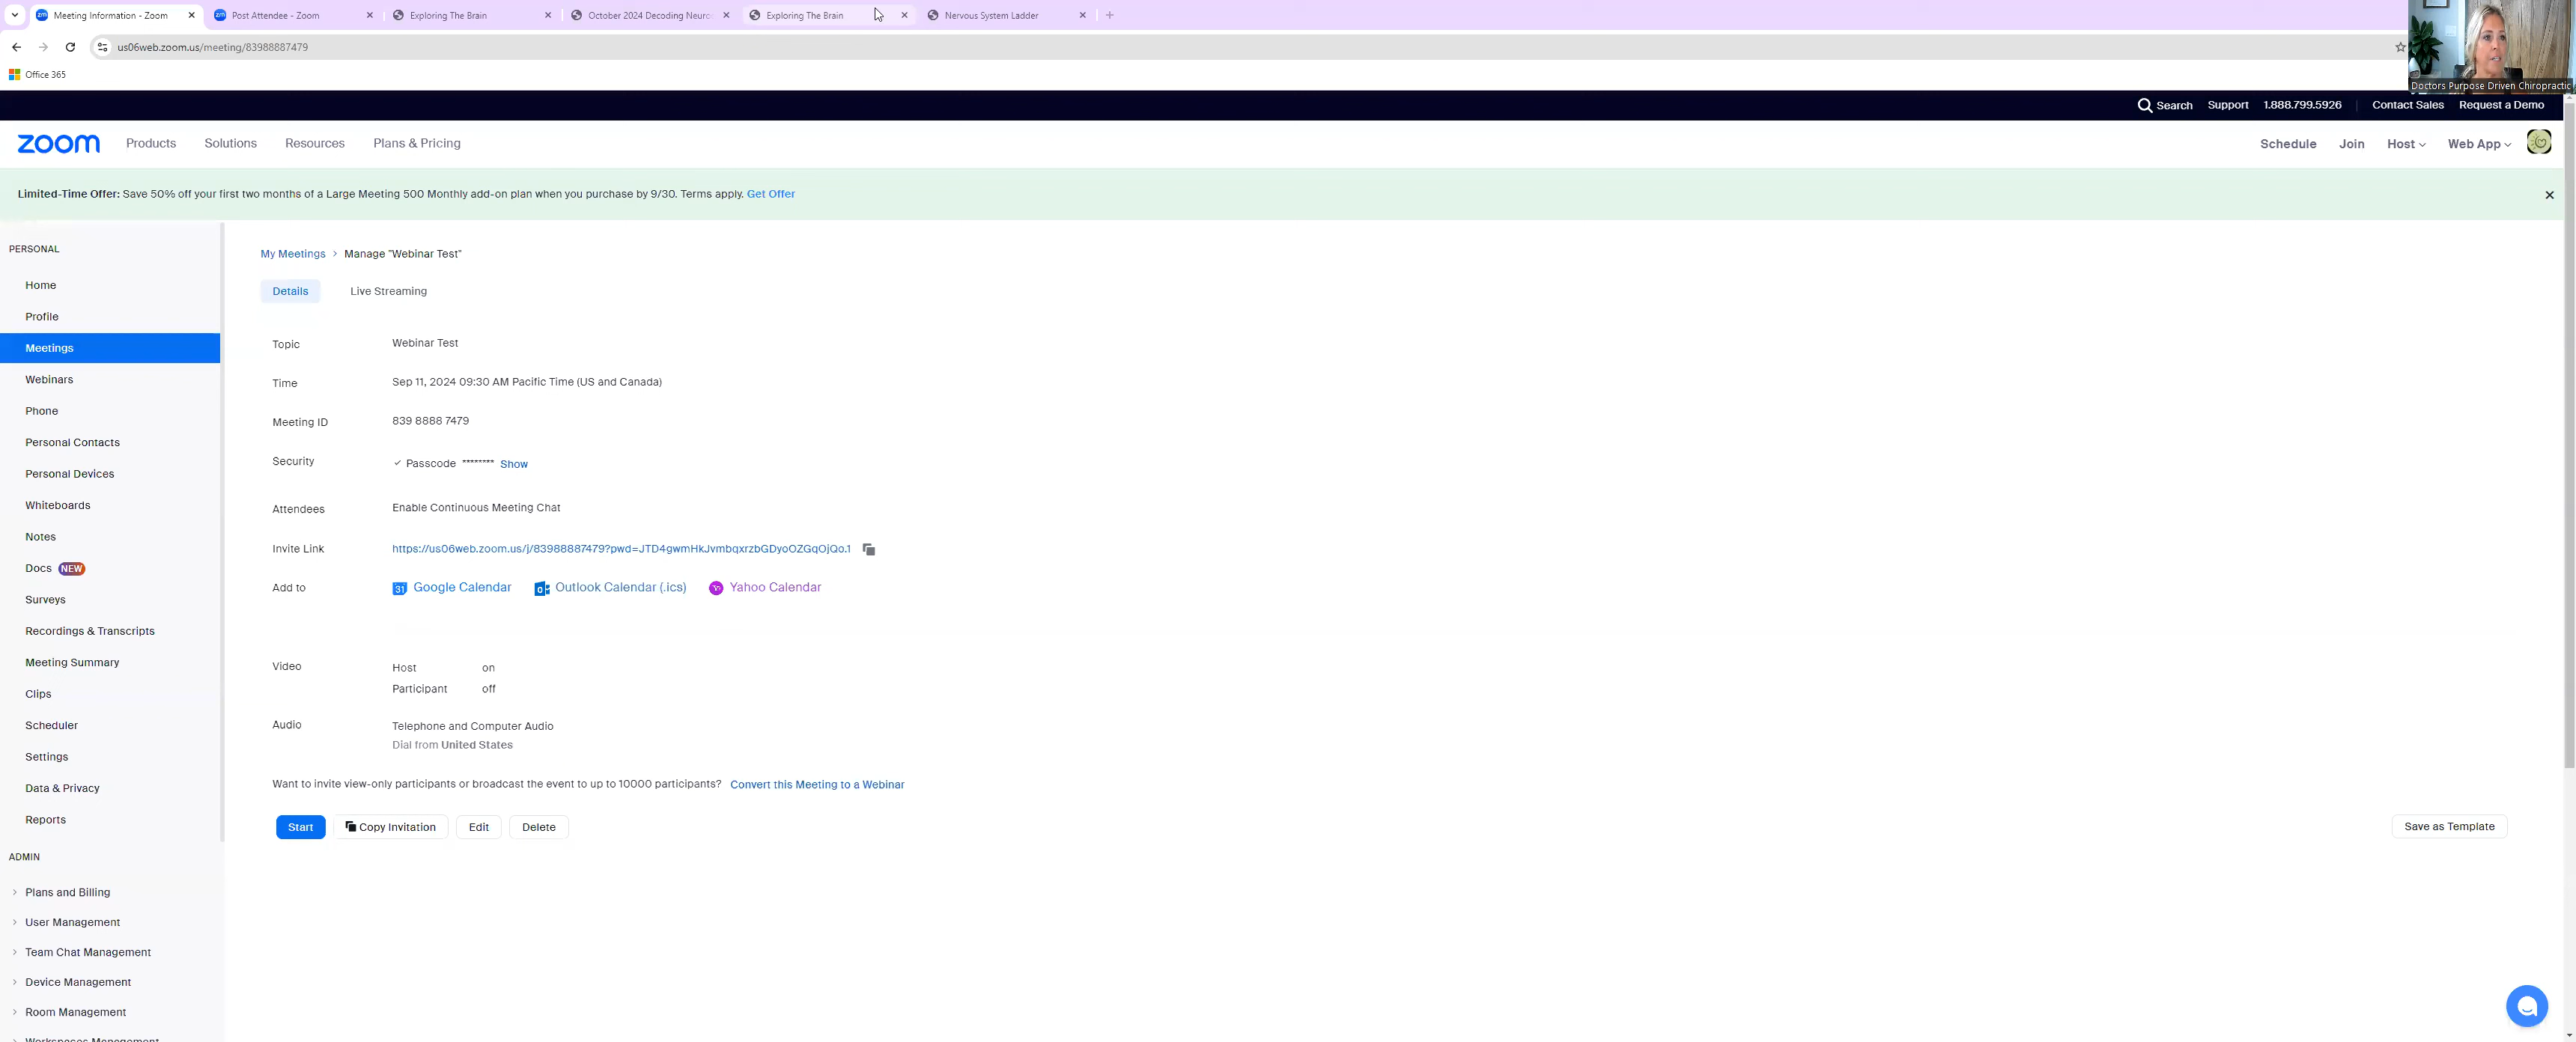 Meeting Information - Zoom
Post Attendee - Zoom
Exploring The Brain
October 2024 Decoding Neuro
Exploring The Brain
Nervous System Ladder
us06web.zoom.us/meeting/83988887479
Office 365
Doctors Purpose Driven Chiropractic
Search Support 1.888.799.5926 Contact Sales Request a Demo
zoom Products Solutions Resources Plans & Pricing Schedule Join Host Web App
Limited-Time Offer: Save 50% off your first two months of a Large Meeting 500 Monthly add-on plan when you purchase by 9/30. Terms apply. Get Offer
PERSONAL
Home
Profile
Meetings
Webinars
Phone
Personal Contacts
Personal Devices
Whiteboards
Notes
Docs NEW
Surveys
Recordings & Transcripts
Meeting Summary
Clips
Scheduler
Settings
Data & Privacy
Reports
ADMIN
Plans and Billing
User Management
Team Chat Management
Device Management
Room Management
Workspaces Management
My Meetings > Manage "Webinar Test"
Details Live Streaming
Topic Webinar Test
Time Sep 11, 2024 09:30 AM Pacific Time (US and Canada)
Meeting ID 839 8888 7479
Security ✓ Passcode ******** Show
Attendees Enable Continuous Meeting Chat
Invite Link https://us06web.zoom.us/j/83988887479?pwd=JTD4gwmHkJvmbqxrzbGDyoOZGqOjQo.1
Add to 31 Google Calendar Outlook Calendar (.ics) Yahoo Calendar
Video Host on
Participant off
Audio Telephone and Computer Audio
Dial from United States
Want to invite view-only participants or broadcast the event to up to 10000 participants? Convert this Meeting to a Webinar
Start Copy Invitation Edit Delete Save as Template